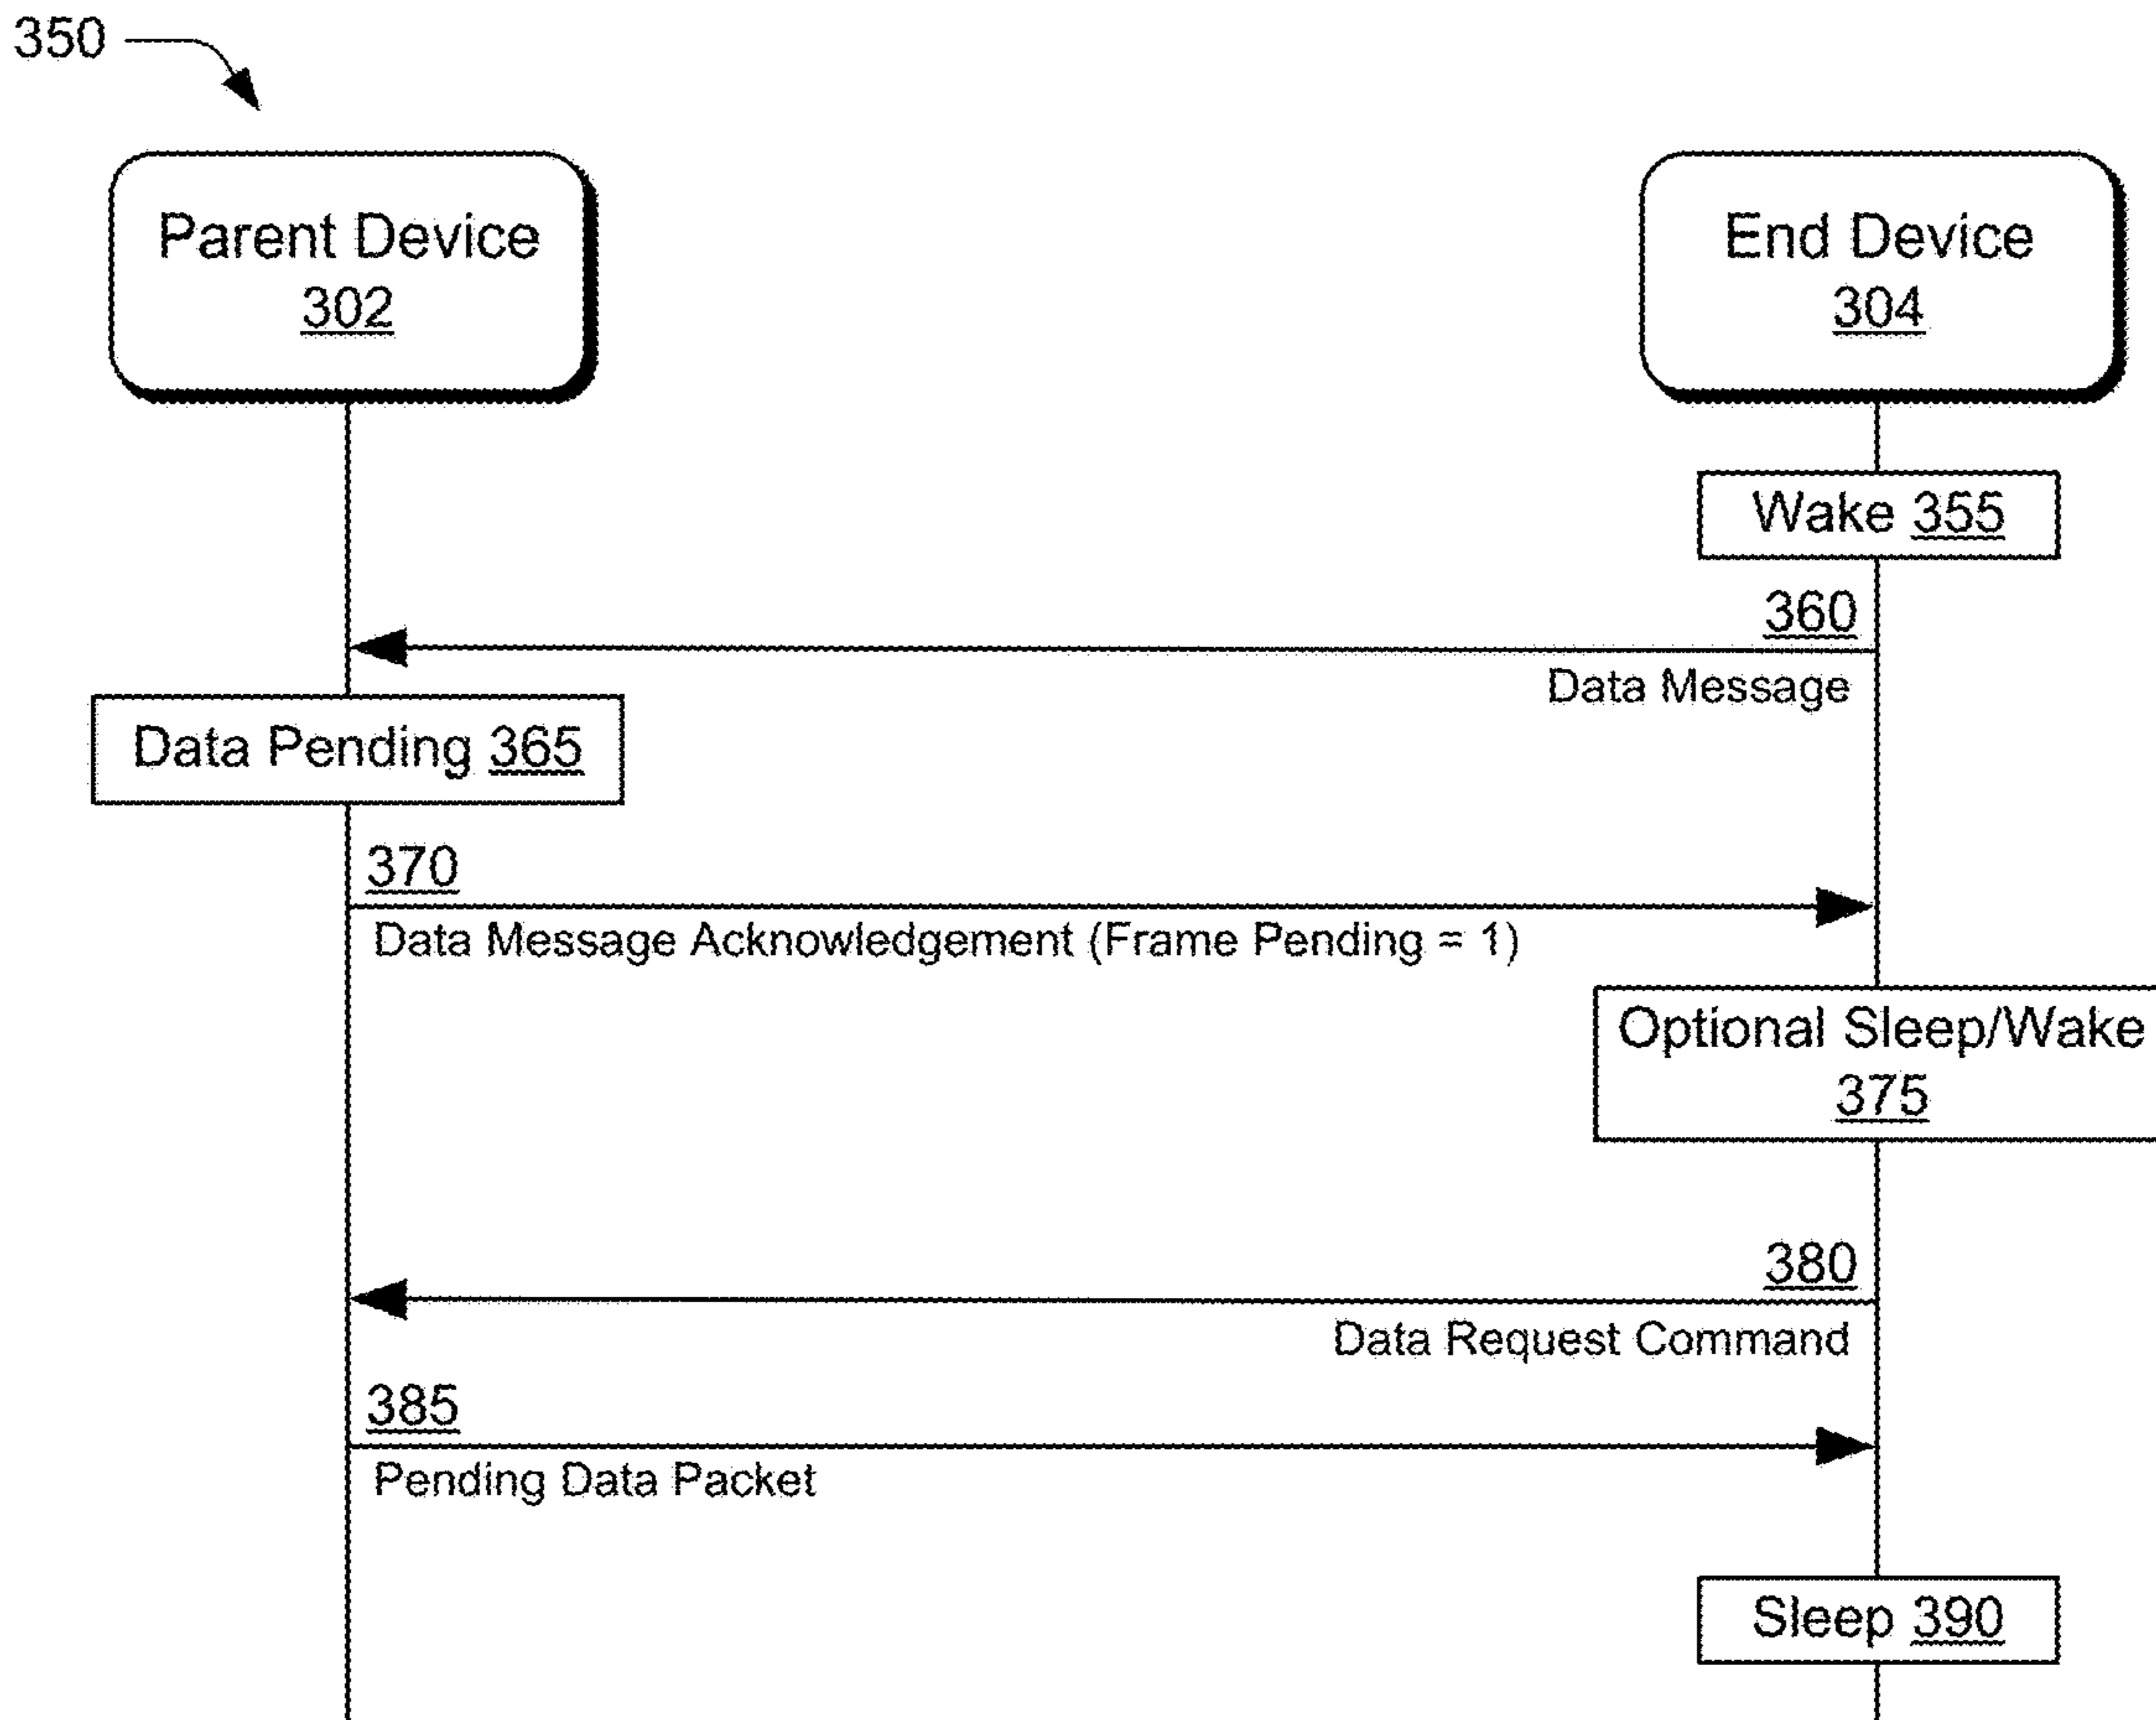 350
Parent Device
302
End Device
304
Wake 355
360
Data Message
Data Pending 365
370
Data Message Acknowledgement (Frame Pending = 1)
Optional Sleep/Wake
375
380
Data Request Command
385
Pending Data Packet
Sleep 390